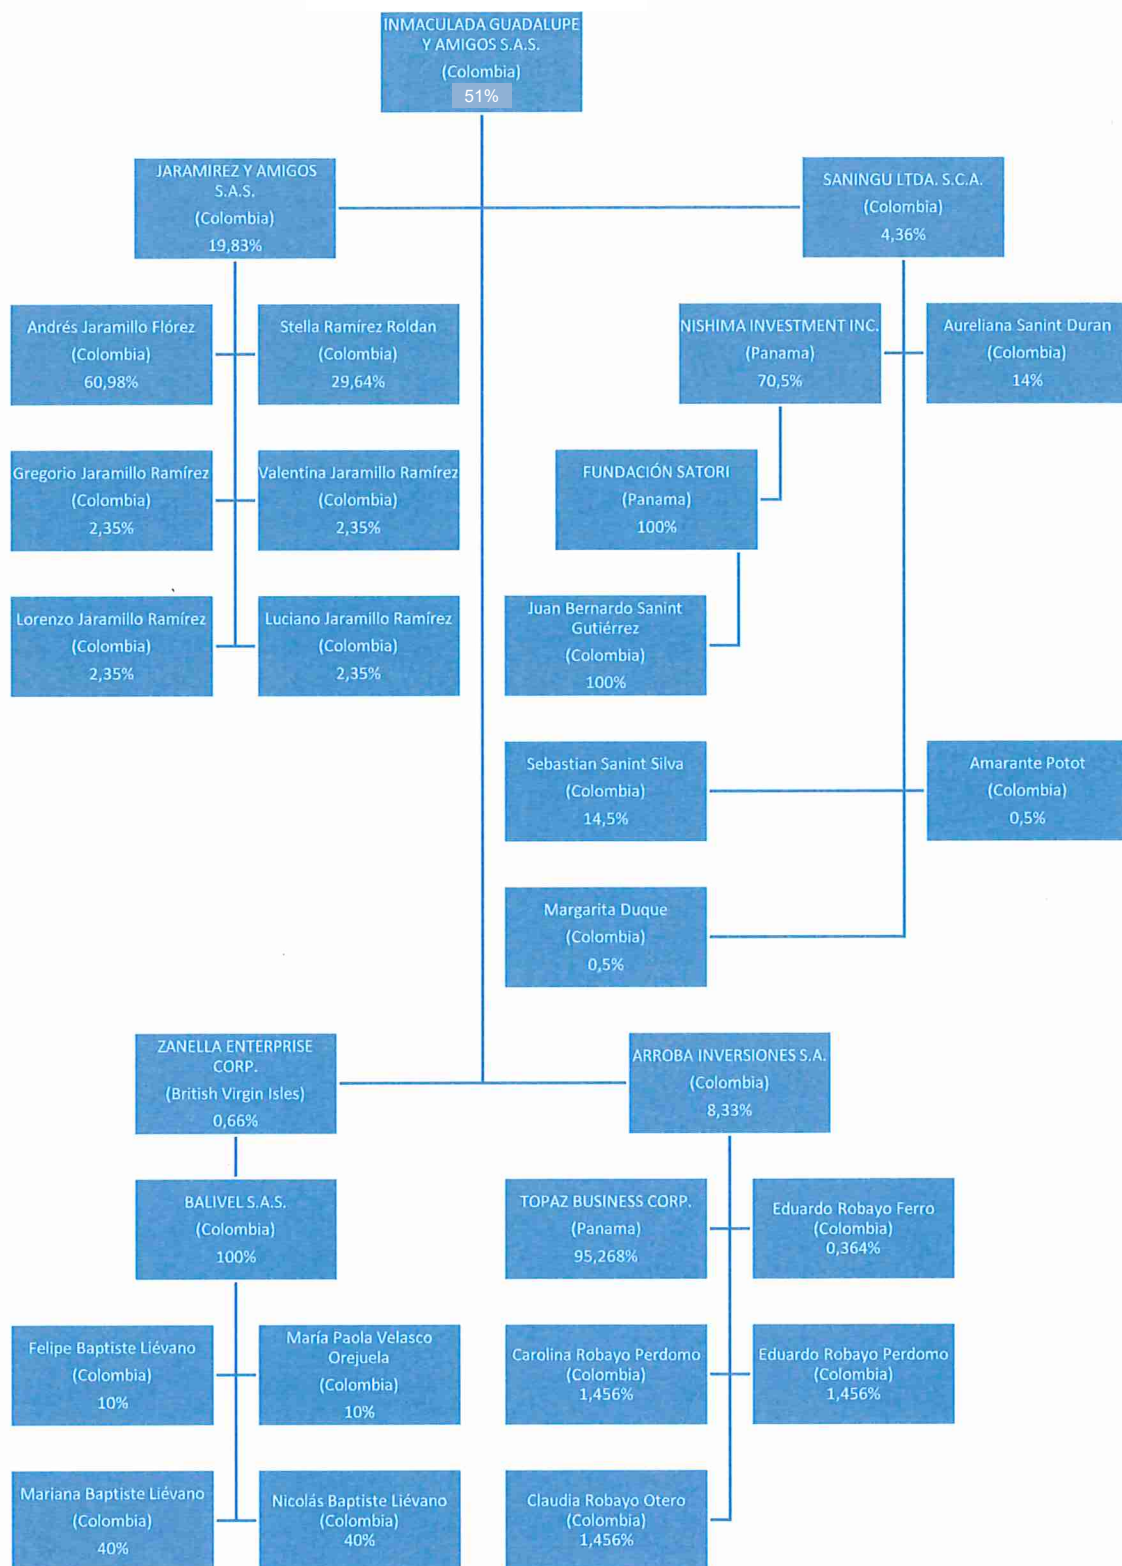 INMACULADA GUADALUPE
Y AMIGOS S.A.S.
(Colombia)
51%
JARAMIREZ Y AMIGOS
S.A.S.
(Colombia)
19,83%
SANINGU LTDA. S.C.A.
(Colombia)
4,36%
Andrés Jaramillo Flórez
(Colombia)
60,98%
Stella Ramírez Roldan
(Colombia)
29,64%
NISHIMA INVESTMENT INC.
(Panama)
70,5%
Aureliana Sanint Duran
(Colombia)
14%
Gregorio Jaramillo Ramírez
(Colombia)
2,35%
Valentina Jaramillo Ramírez
(Colombia)
2,35%
FUNDACIÓN SATORI
(Panama)
100%
Lorenzo Jaramillo Ramírez
(Colombia)
2,35%
Luciano Jaramillo Ramírez
(Colombia)
2,35%
Juan Bernardo Sanint
Gutiérrez
(Colombia)
100%
Sebastian Sanint Silva
(Colombia)
14,5%
Amarante Potot
(Colombia)
0,5%
Margarita Duque
(Colombia)
0,5%
ZANELLA ENTERPRISE
CORP.
(British Virgin Isles)
0,66%
ARROBA INVERSIONES S.A.
(Colombia)
8,33%
BALIVEL S.A.S.
(Colombia)
100%
TOPAZ BUSINESS CORP.
(Panama)
95,268%
Eduardo Robayo Ferro
(Colombia)
0,364%
Felipe Baptiste Liévano
(Colombia)
10%
María Paola Velasco
Orejuela
(Colombia)
10%
Carolina Robayo Perdomo
(Colombia)
1,456%
Eduardo Robayo Perdomo
(Colombia)
1,456%
Mariana Baptiste Liévano
(Colombia)
40%
Nicolás Baptiste Liévano
(Colombia)
40%
Claudia Robayo Otero
(Colombia)
1,456%